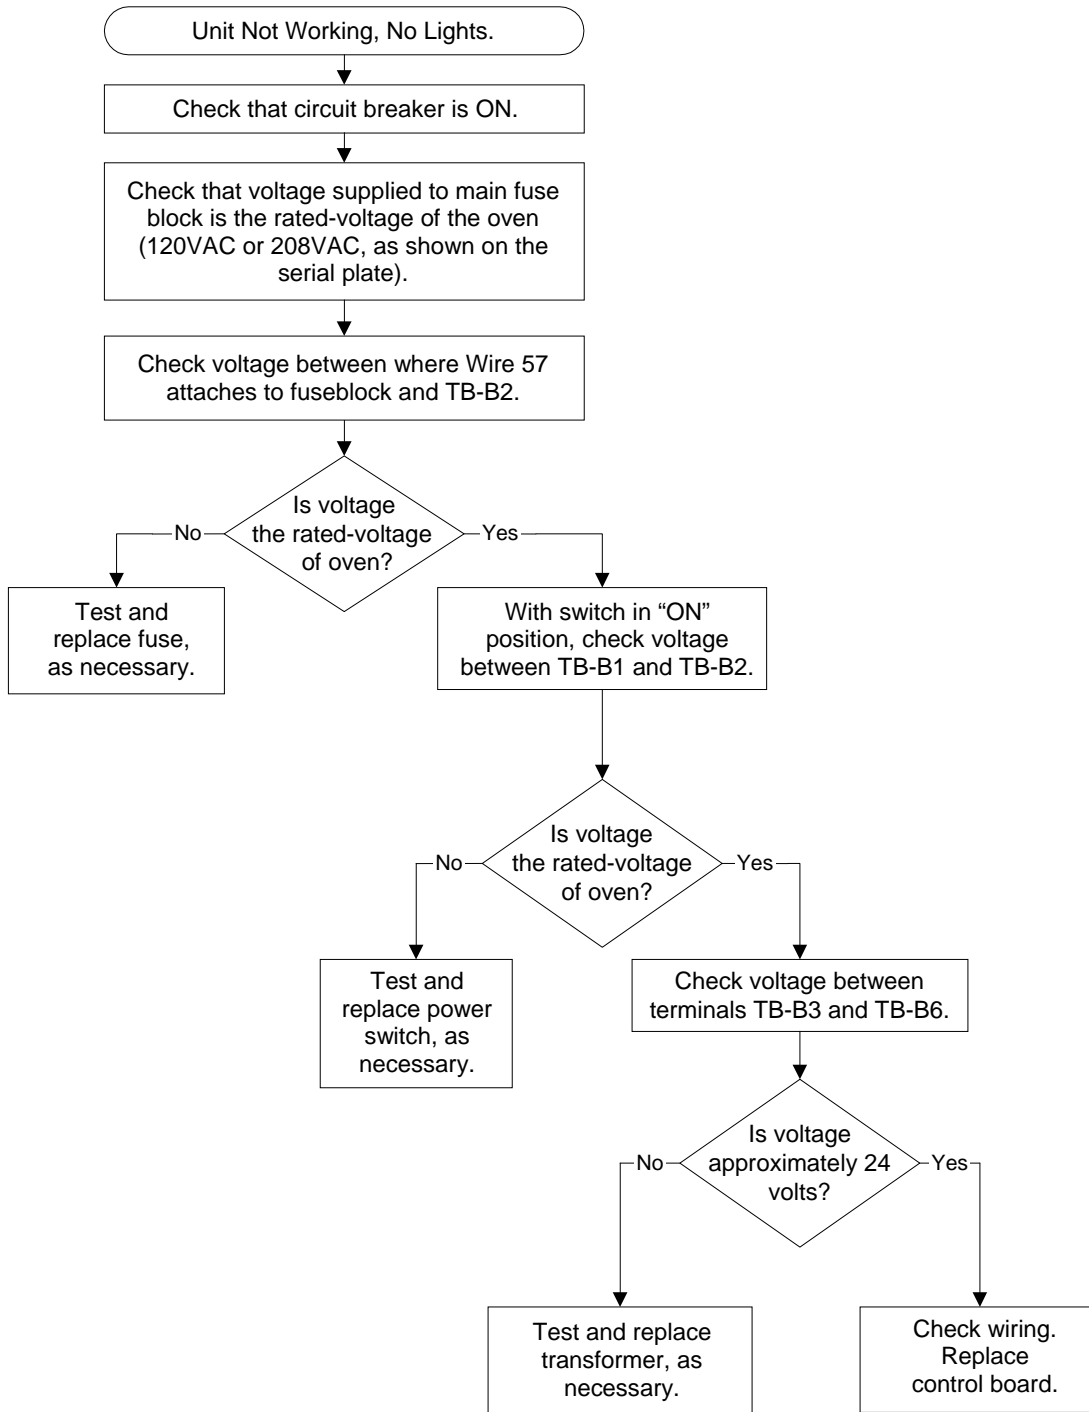 Unit Not Working, No Lights.
Check that circuit breaker is ON.
Check that voltage supplied to main fuse
block is the rated-voltage of the oven
(120VAC or 208VAC, as shown on the
serial plate).
Check voltage between where Wire 57
attaches to fuseblock and TB-B2.
Is voltage
the rated-voltage
of oven?
No
Yes
Test and
replace fuse,
as necessary.
With switch in “ON”
position, check voltage
between TB-B1 and TB-B2.
Is voltage
the rated-voltage
of oven?
No
Yes
Test and
replace power
switch, as
necessary.
Check voltage between
terminals TB-B3 and TB-B6.
Is voltage
approximately 24
volts?
No
Yes
Test and replace
transformer, as
necessary.
Check wiring.
Replace
control board.